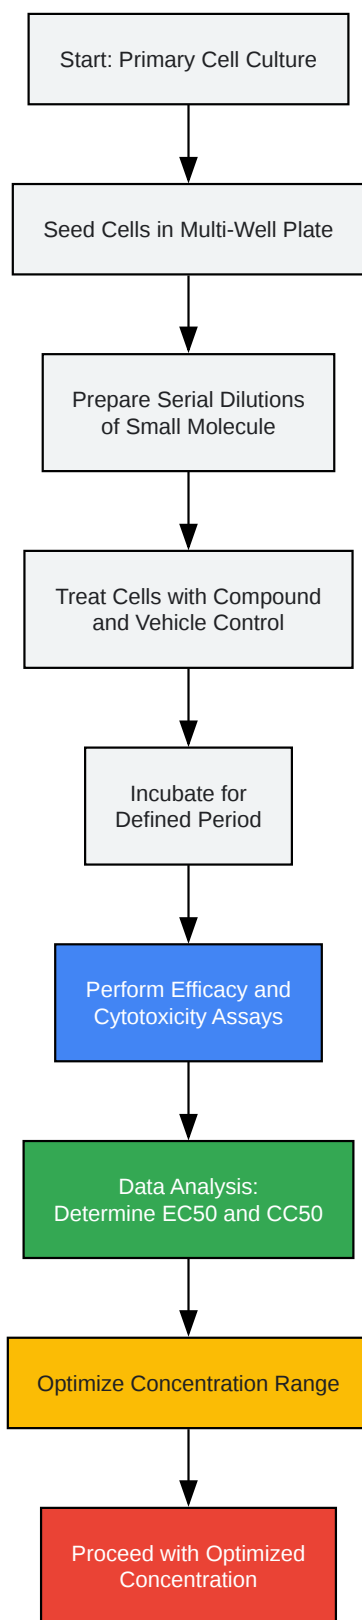 Start: Primary Cell Culture
Seed Cells in Multi-Well Plate
Prepare Serial Dilutions
of Small Molecule
Treat Cells with Compound
and Vehicle Control
Incubate for
Defined Period
Perform Efficacy and
Cytotoxicity Assays
Data Analysis:
Determine EC50 and CC50
Optimize Concentration Range
Proceed with Optimized
Concentration